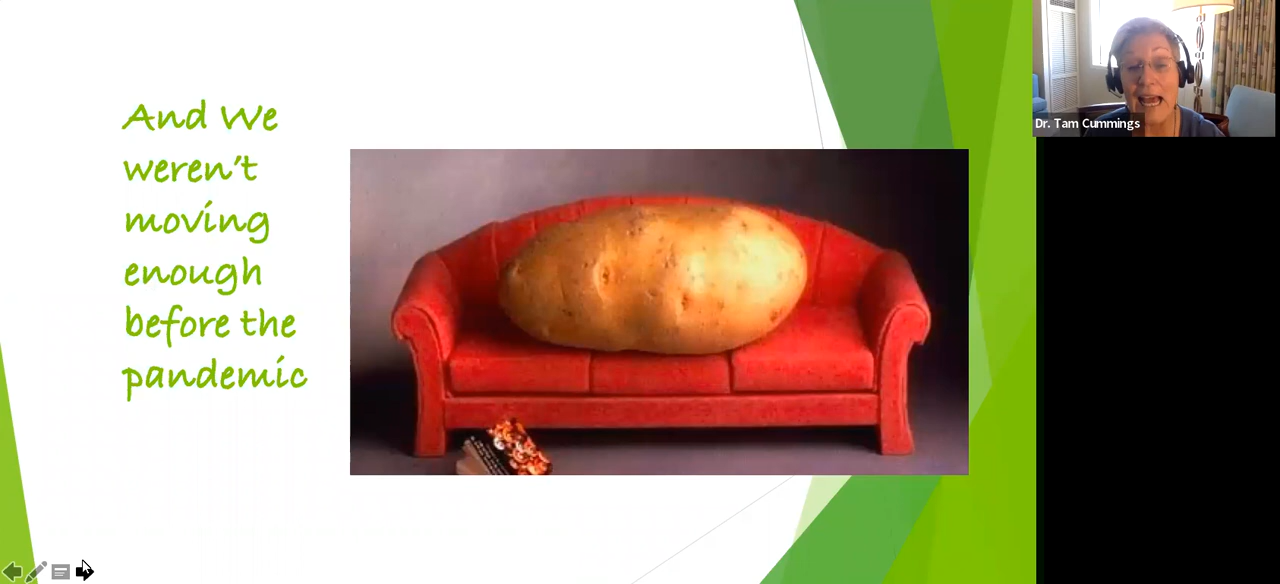 And We
weren't
moving
enough
before the
pandemic
Dr. Tam Cummings